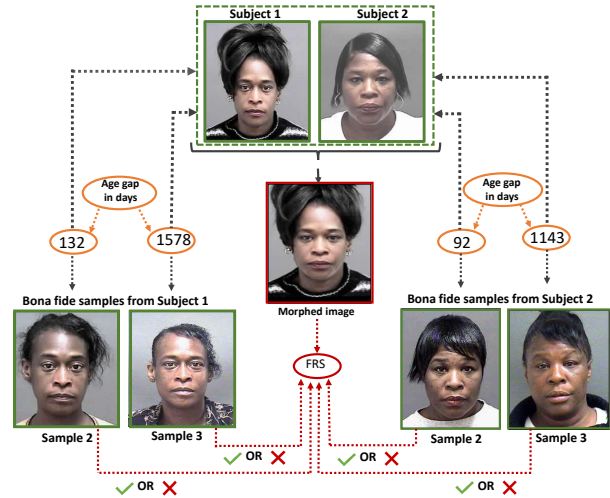 Subject 1
Subject 2
Age gap
in days
132
1578
Age gap
in days
92
1143
Bona fide samples from Subject 1
Morphed image
Bona fide samples from Subject 2
FRS
Sample 2
Sample 3
Sample 2
Sample 3
OR
OR
OR
OR